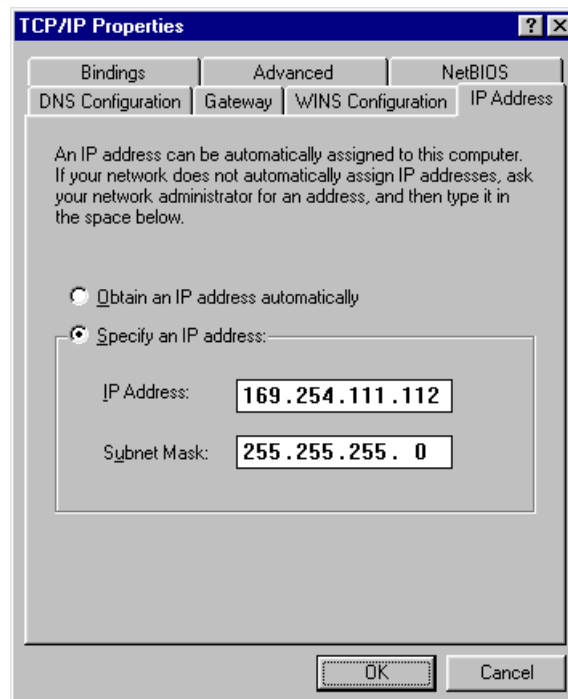 TCP/IP Properties
Bindings Advanced NetBIOS
DNS Configuration Gateway WINS Configuration IP Address
An IP address can be automatically assigned to this computer.
If your network does not automatically assign IP addresses, ask
your network administrator for an address, and then type it in
the space below.
Obtain an IP address automatically
Specify an IP address:
IP Address: 169.254.111.112
Subnet Mask: 255.255.255. 0
OK Cancel